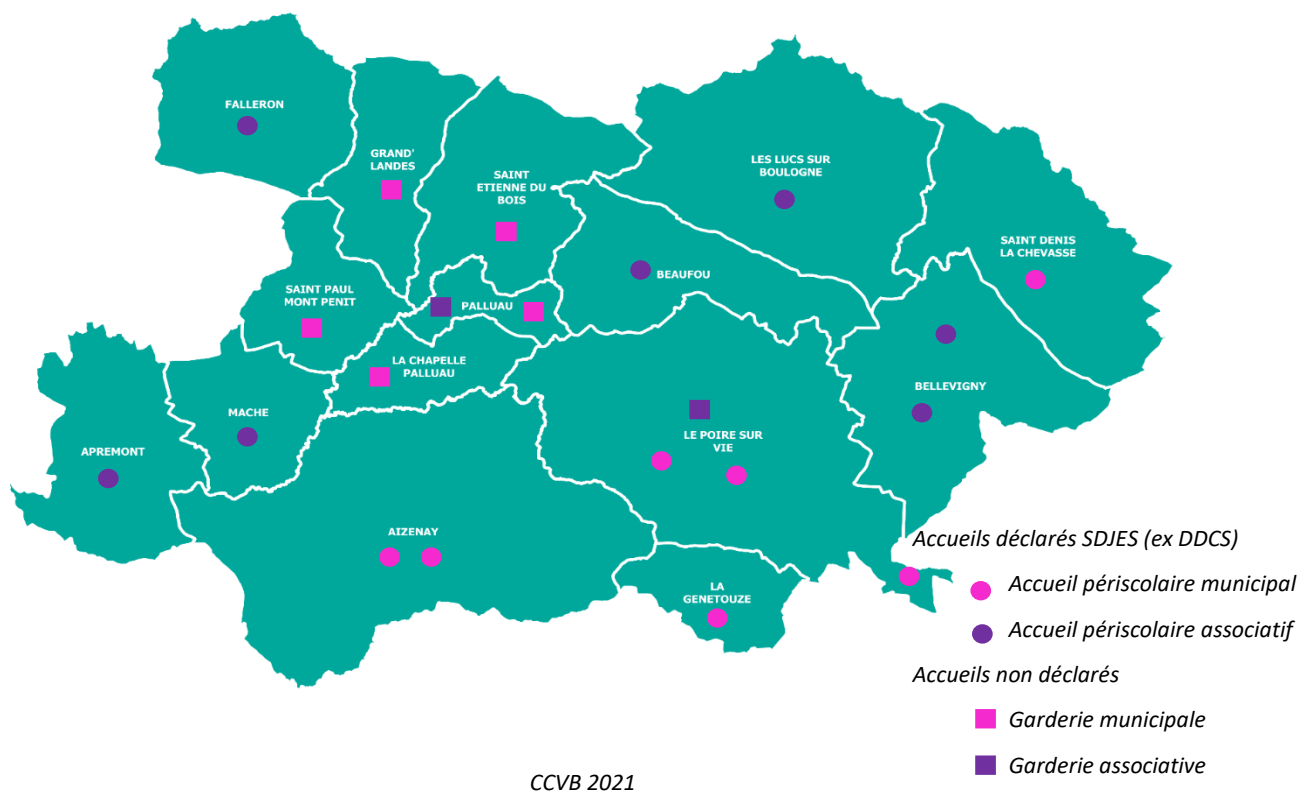 FALLERON
GRAND'
LANDES
SAINT
ETIENNE DU
BOIS
LES LUCS SUR
BOULOGNE
SAINT DENIS
LA CHEVASSE
BEAUFOU
SAINT PAUL
MONT PENIT
PALLUAU
LA CHAPELLE
PALLUAU
BELLEVIGNY
MACHE
APREMONT
LE POIRE SUR
VIE
AIZENAY
LA
GENETOUZE
Accueils déclarés SDJES (ex DDCS)
Accueil périscolaire municipal
Accueil périscolaire associatif
Accueils non déclarés
Garderie municipale
Garderie associative
CCVB 2021